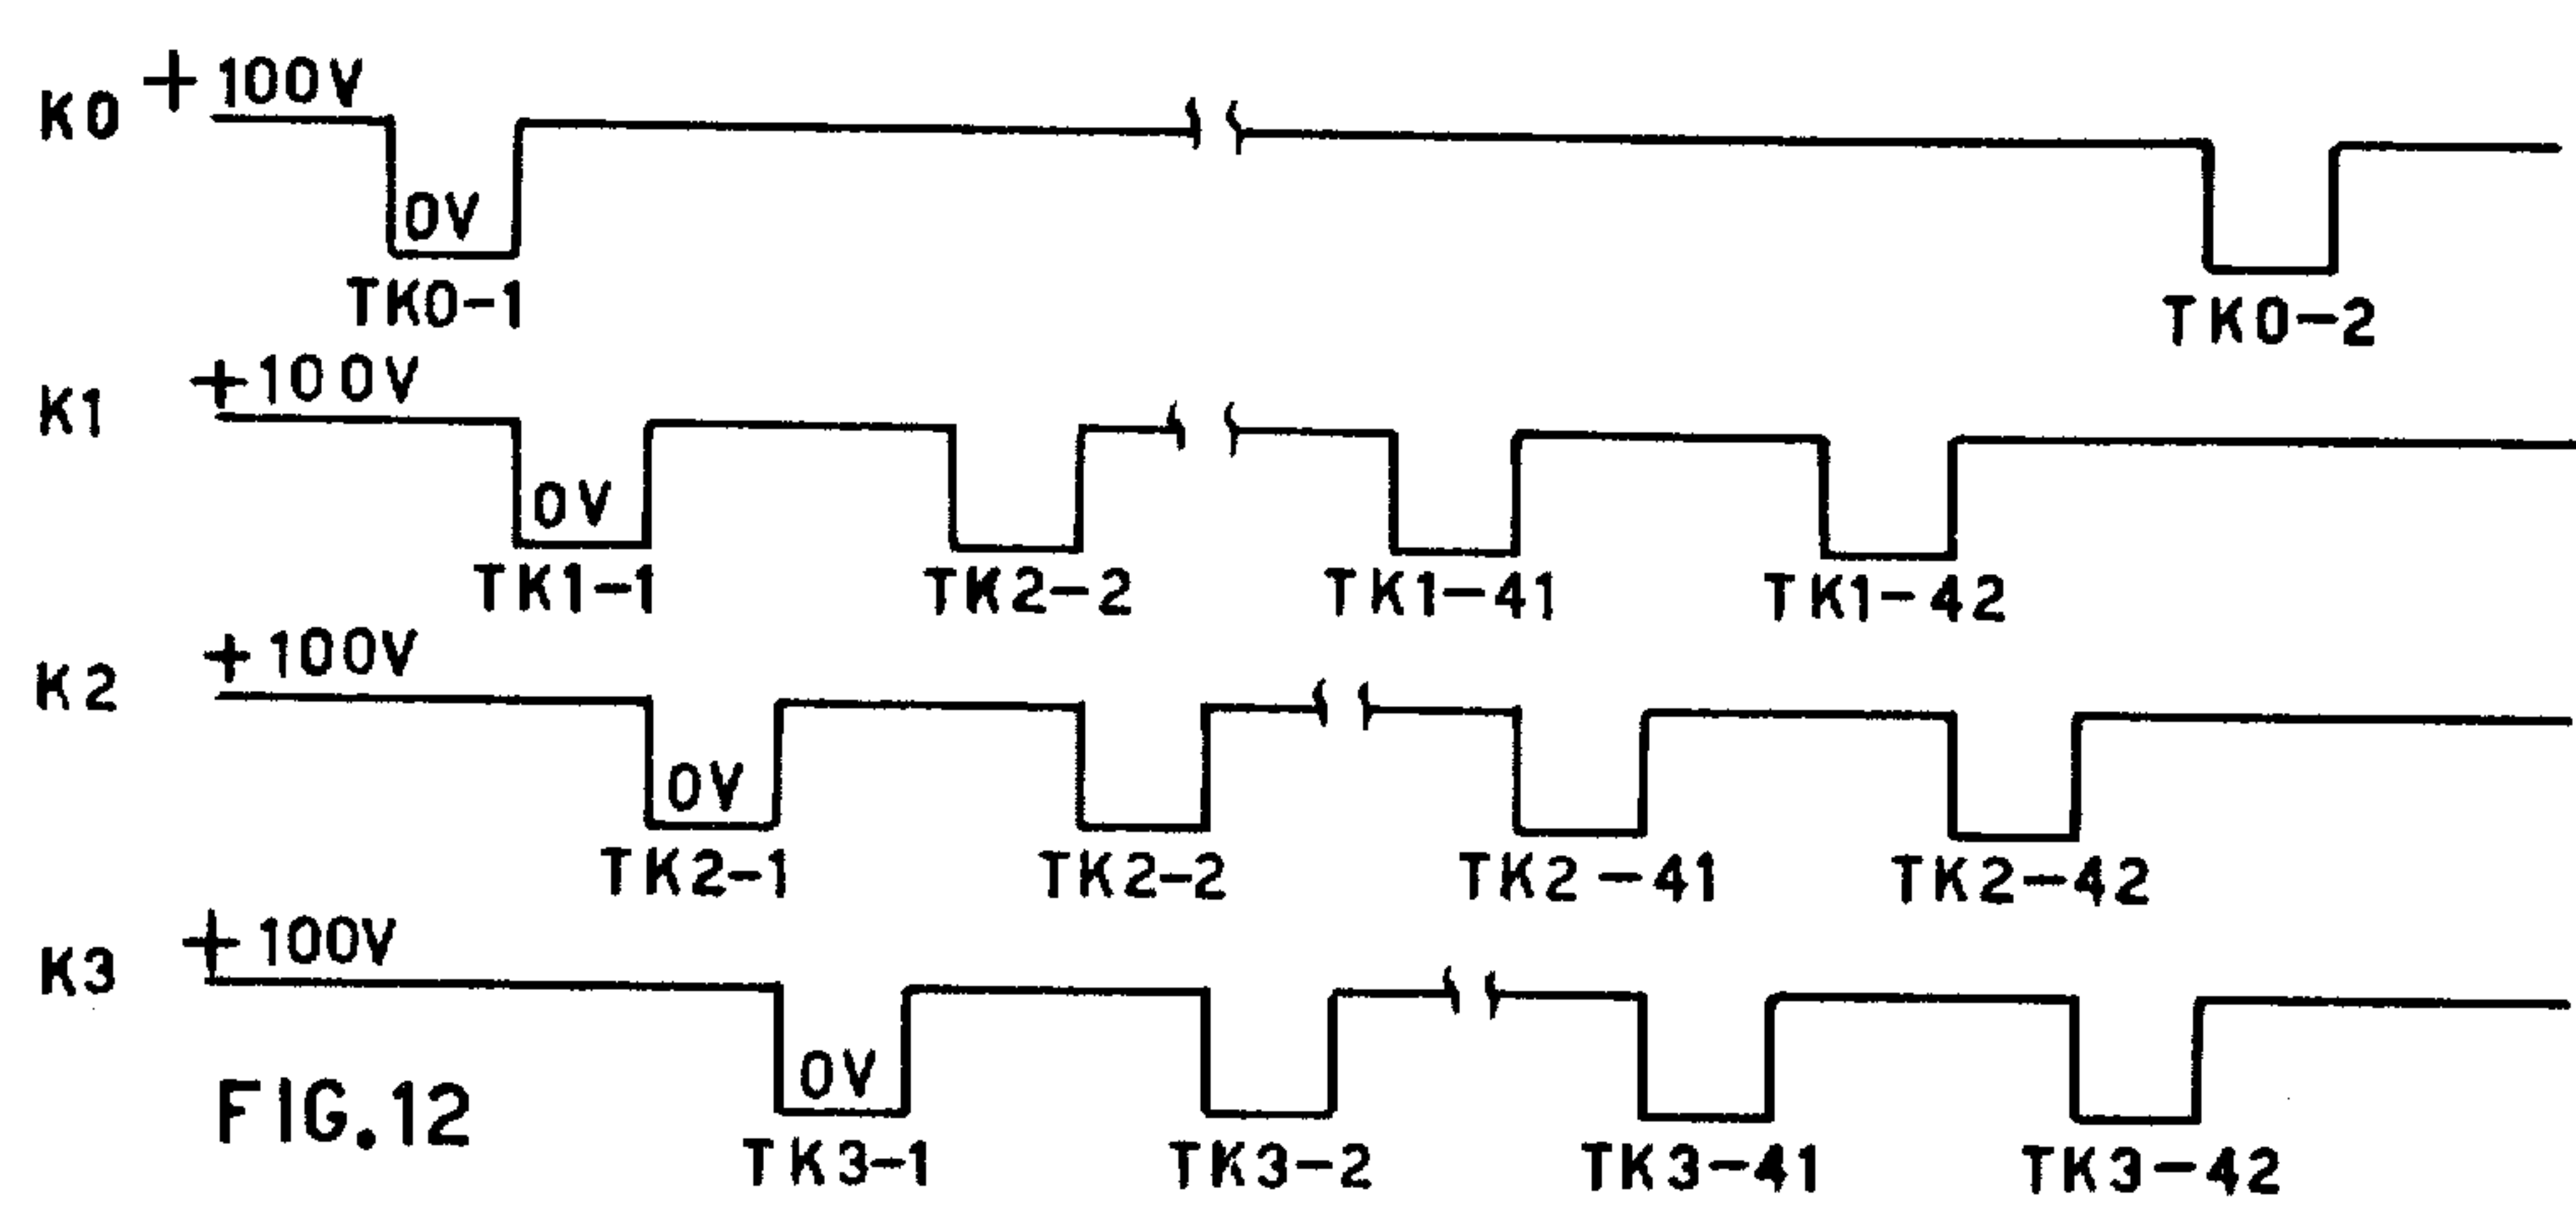 K0 +100V
0V
TK0-1 TK0-2
K1 +100V
0V
TK1-1 TK2-2 TK1-41 TK1-42
K2 +100V
0V
TK2-1 TK2-2 TK2-41 TK2-42
K3 +100V
0V
TK3-1 TK3-2 TK3-41 TK3-42
FIG.12